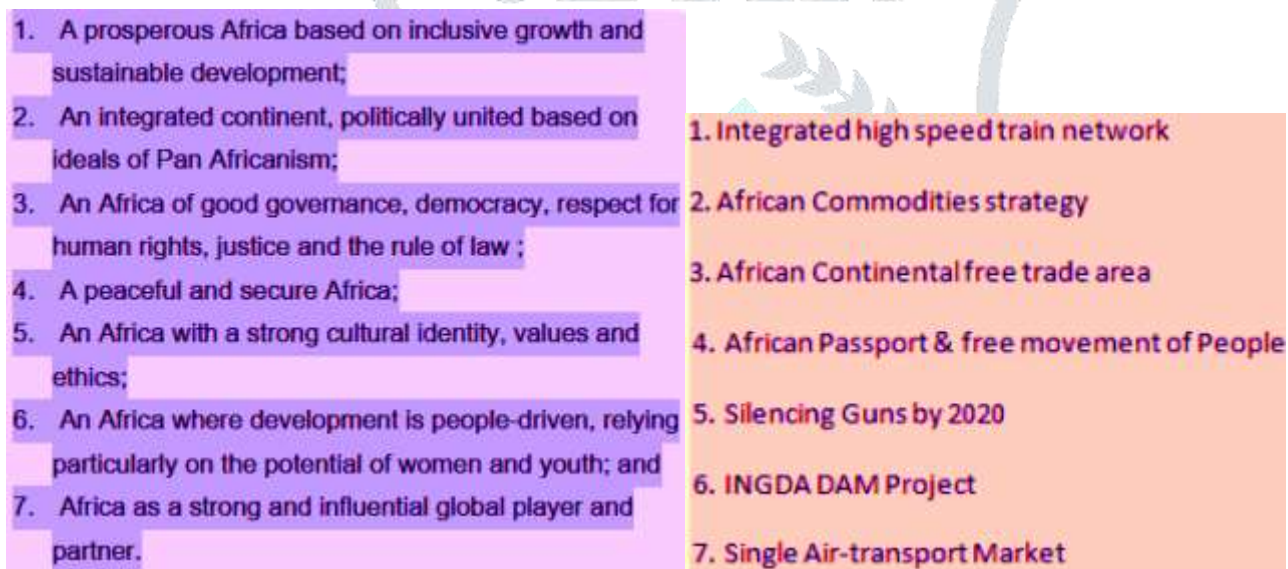 1. A prosperous Africa based on inclusive growth and
sustainable development;
2. An integrated continent, politically united based on
ideals of Pan Africanism;
3. An Africa of good governance, democracy, respect for
human rights, justice and the rule of law ;
4. A peaceful and secure Africa;
5. An Africa with a strong cultural identity, values and
ethics;
6. An Africa where development is people-driven, relying
particularly on the potential of women and youth; and
7. Africa as a strong and influential global player and
partner.
1. Integrated high speed train network
2. African Commodities strategy
3. African Continental free trade area
4. African Passport & free movement of People
5. Silencing Guns by 2020
6. INGDA DAM Project
7. Single Air-transport Market